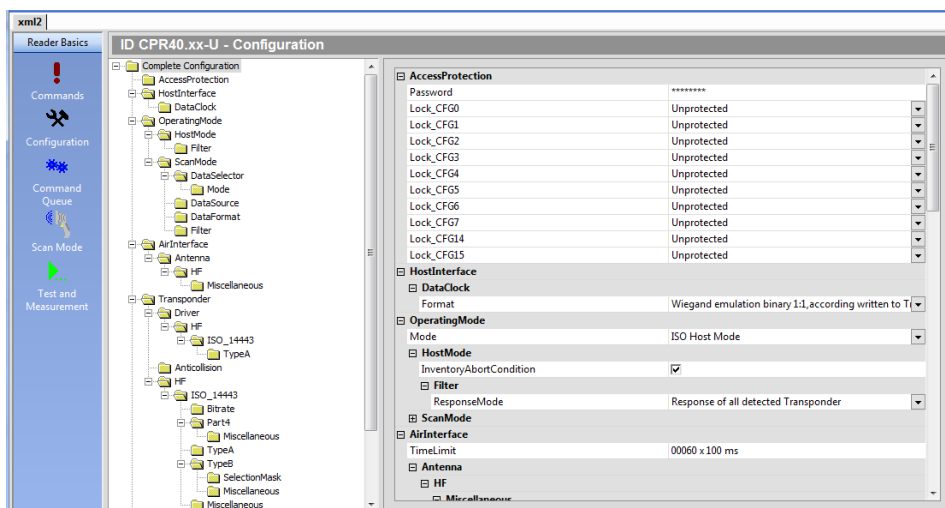 xml2
Reader Basics
Commands
Configuration
Command
Queue
Scan Mode
Test and
Measurement
ID CPR40.xx-U - Configuration
Complete Configuration
AccessProtection
HostInterface
DataClock
OperatingMode
HostMode
Filter
ScanMode
DataSelector
Mode
DataSource
DataFormat
Filter
AirInterface
Antenna
HF
Miscellaneous
Transponder
Driver
HF
ISO_14443
TypeA
Anticollision
HF
ISO_14443
Bitrate
Part4
Miscellaneous
TypeA
TypeB
SelectionMask
Miscellaneous
Miscellaneous
AccessProtection
Password ********
Lock_CFG0 Unprotected
Lock_CFG1 Unprotected
Lock_CFG2 Unprotected
Lock_CFG3 Unprotected
Lock_CFG4 Unprotected
Lock_CFG5 Unprotected
Lock_CFG6 Unprotected
Lock_CFG7 Unprotected
Lock_CFG14 Unprotected
Lock_CFG15 Unprotected
HostInterface
DataClock
Format Wiegand emulation binary 1:1,according written to Tr
OperatingMode
Mode ISO Host Mode
HostMode
InventoryAbortCondition
Filter
ResponseMode Response of all detected Transponder
ScanMode
AirInterface
TimeLimit 00060 x 100 ms
Antenna
HF
Miscellaneous